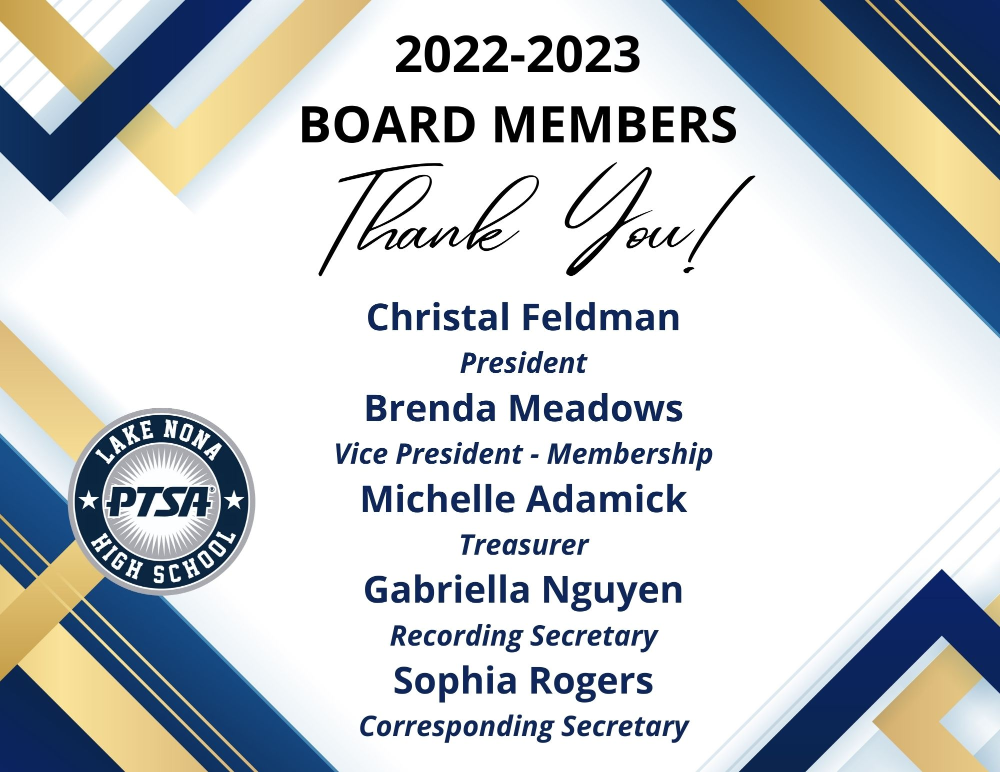 2022-2023
BOARD MEMBERS
Thank You!
Christal Feldman
President
Brenda Meadows
Vice President - Membership
Michelle Adamick
Treasurer
Gabriella Nguyen
Recording Secretary
Sophia Rogers
Corresponding Secretary
LAKE NONA
PTSA®
HIGH SCHOOL